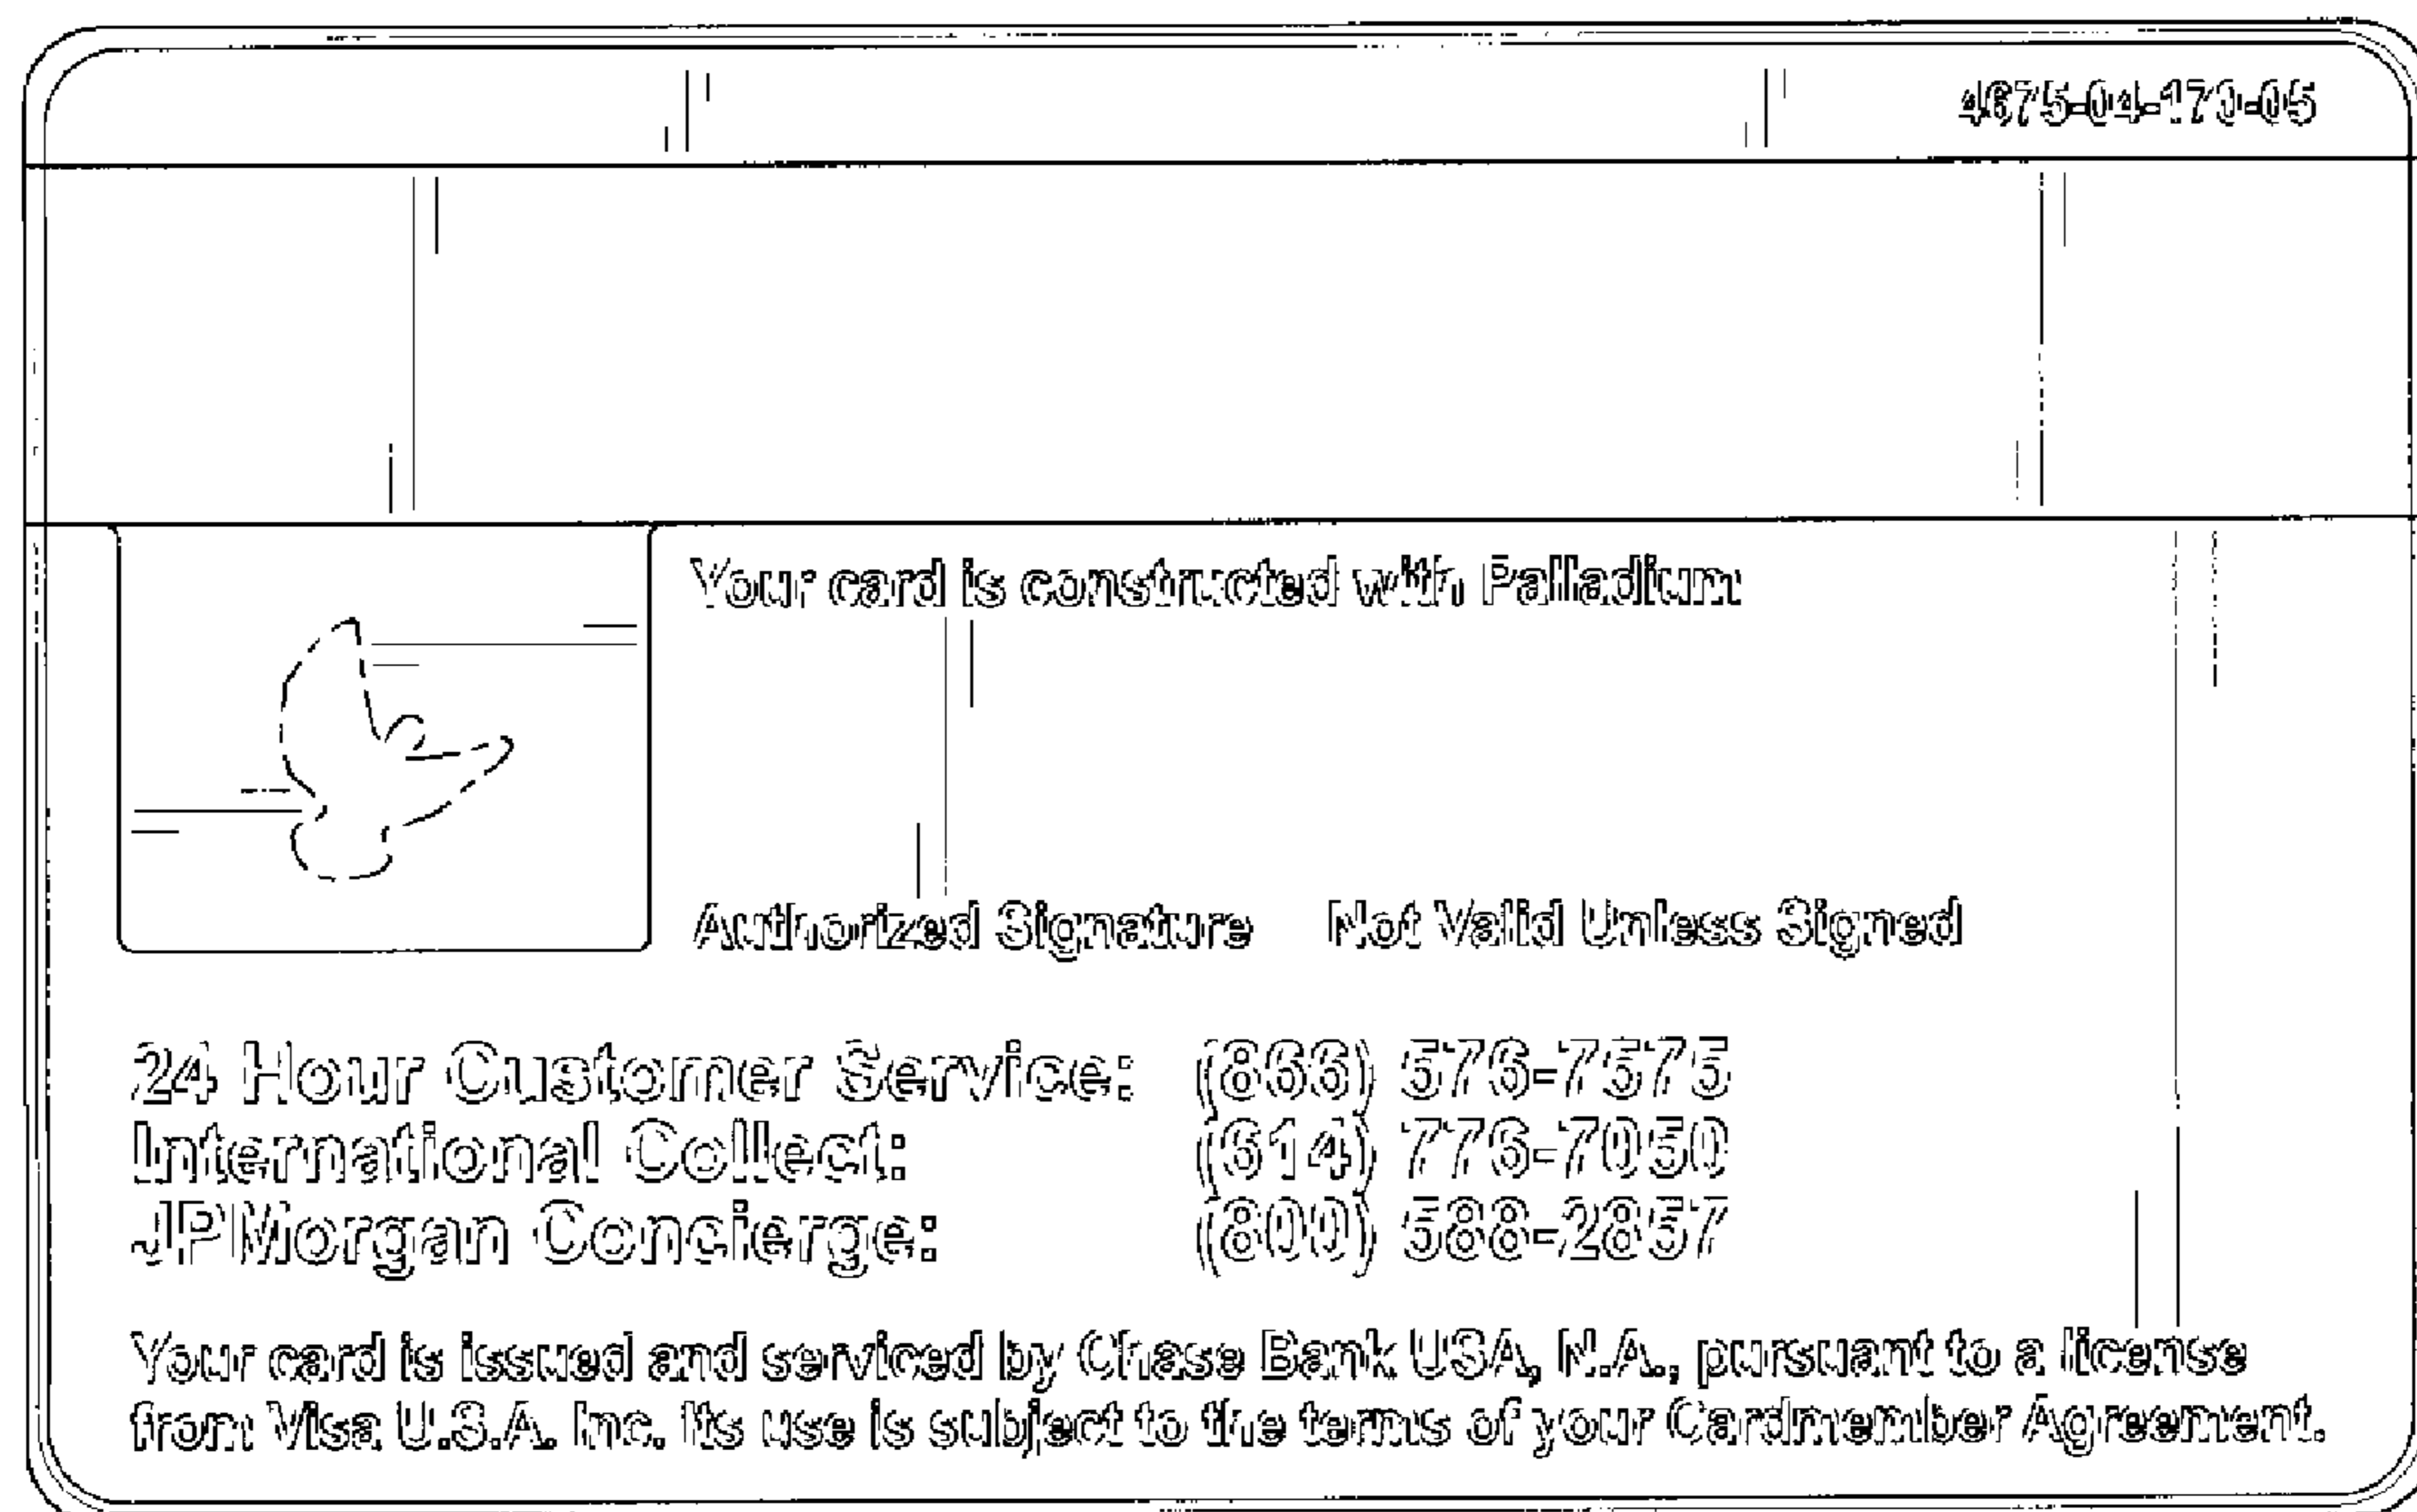 4675-04-170-05
Your card is constructed with Palladium
Authorized Signature Not Valid Unless Signed
24 Hour Customer Service: (866) 576-7575
International Collect: (614) 776-7050
JPMorgan Concierge: (800) 588-2857
Your card is issued and serviced by Chase Bank USA, N.A., pursuant to a license
from Visa U.S.A. Inc. Its use is subject to the terms of your Cardmember Agreement.